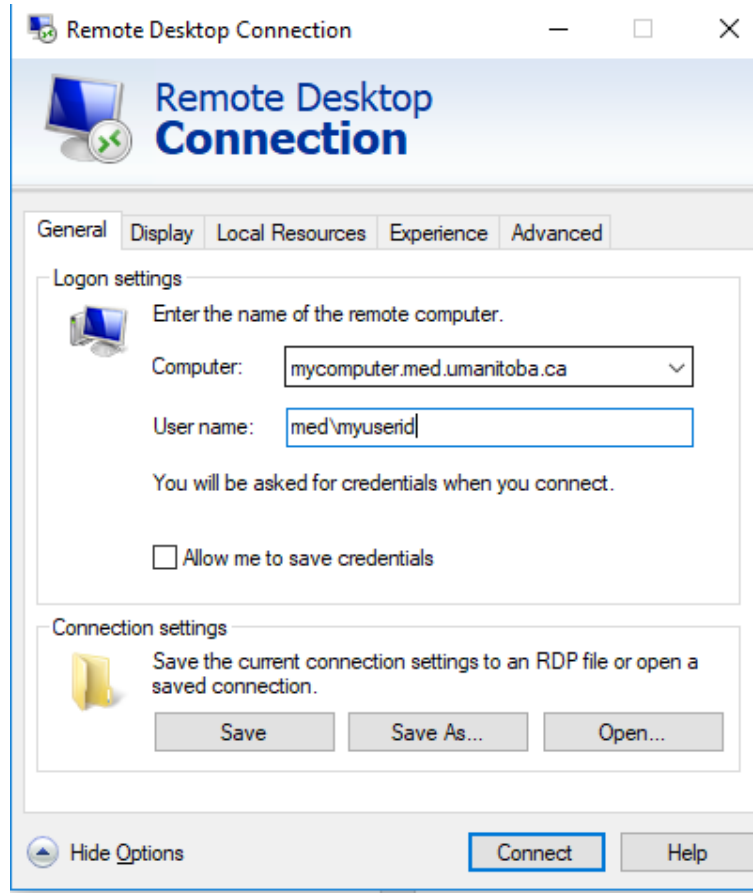 Remote Desktop Connection
Remote Desktop
Connection
General Display Local Resources Experience Advanced
Logon settings
Enter the name of the remote computer.
Computer: mycomputer.med.umanitoba.ca
User name: med\myuserid
You will be asked for credentials when you connect.
Allow me to save credentials
Connection settings
Save the current connection settings to an RDP file or open a
saved connection.
Save Save As... Open...
Hide Options Connect Help